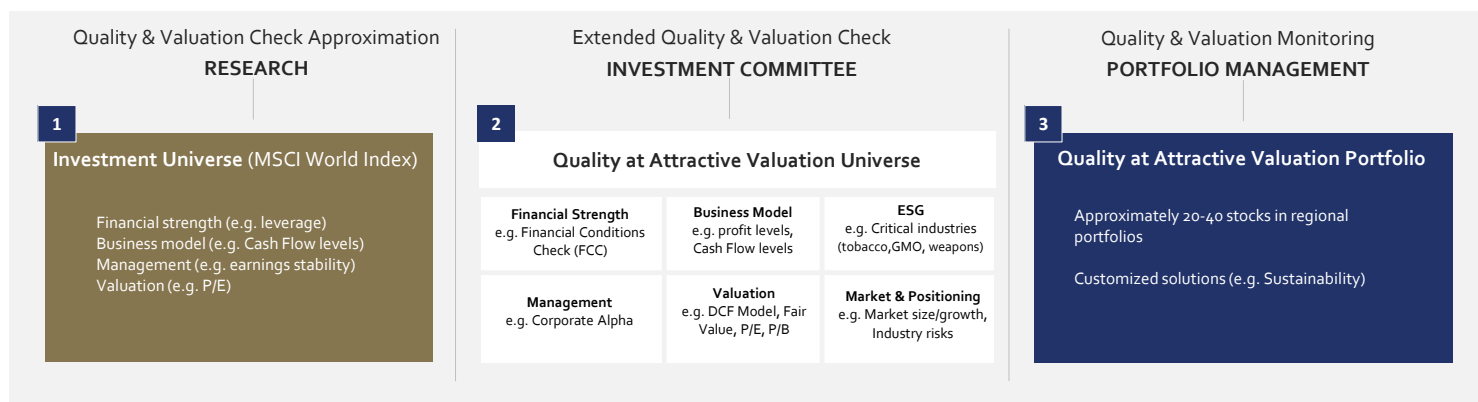 Quality & Valuation Check Approximation
RESEARCH
1
Investment Universe (MSCI World Index)
Financial strength (e.g. leverage)
Business model (e.g. Cash Flow levels)
Management (e.g. earnings stability)
Valuation (e.g. P/E)
Extended Quality & Valuation Check
INVESTMENT COMMITTEE
2
Quality at Attractive Valuation Universe
Financial Strength
e.g. Financial Conditions
Check (FCC)
Business Model
e.g. profit levels,
Cash Flow levels
ESG
e.g. Critical industries
(tobacco,GMO, weapons)
Management
e.g. Corporate Alpha
Valuation
e.g. DCF Model, Fair
Value, P/E, P/B
Market & Positioning
e.g. Market size/growth,
Industry risks
Quality & Valuation Monitoring
PORTFOLIO MANAGEMENT
3
Quality at Attractive Valuation Portfolio
Approximately 20-40 stocks in regional
portfolios
Customized solutions (e.g. Sustainability)